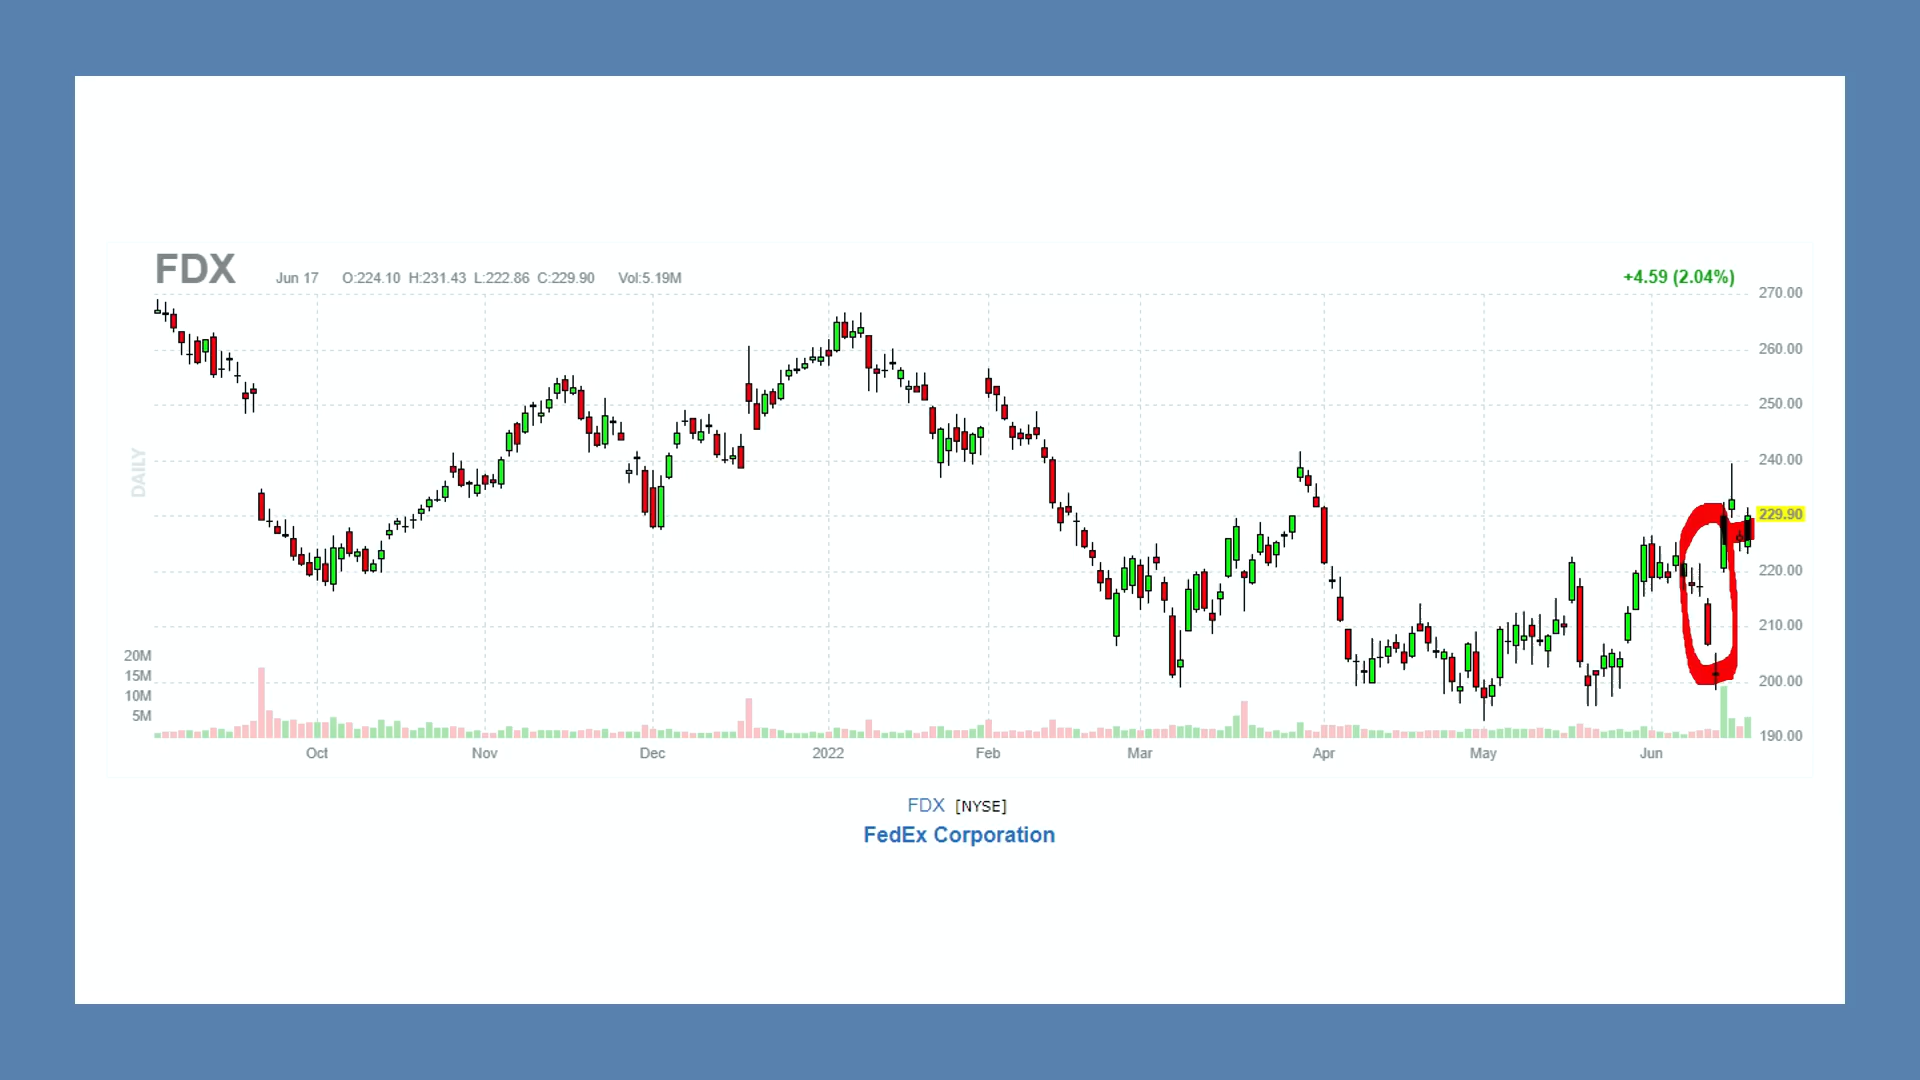 FDX Jun 17 O:224.10 H:231.43 L:222.86 C:229.90 Vol:5.19M +4.59 (2.04%)
270.00
260.00
250.00
240.00
DAILY
229.90
220.00
210.00
200.00
190.00
20M
15M
10M
5M
Oct Nov Dec 2022 Feb Mar Apr May Jun
FDX [NYSE]
FedEx Corporation